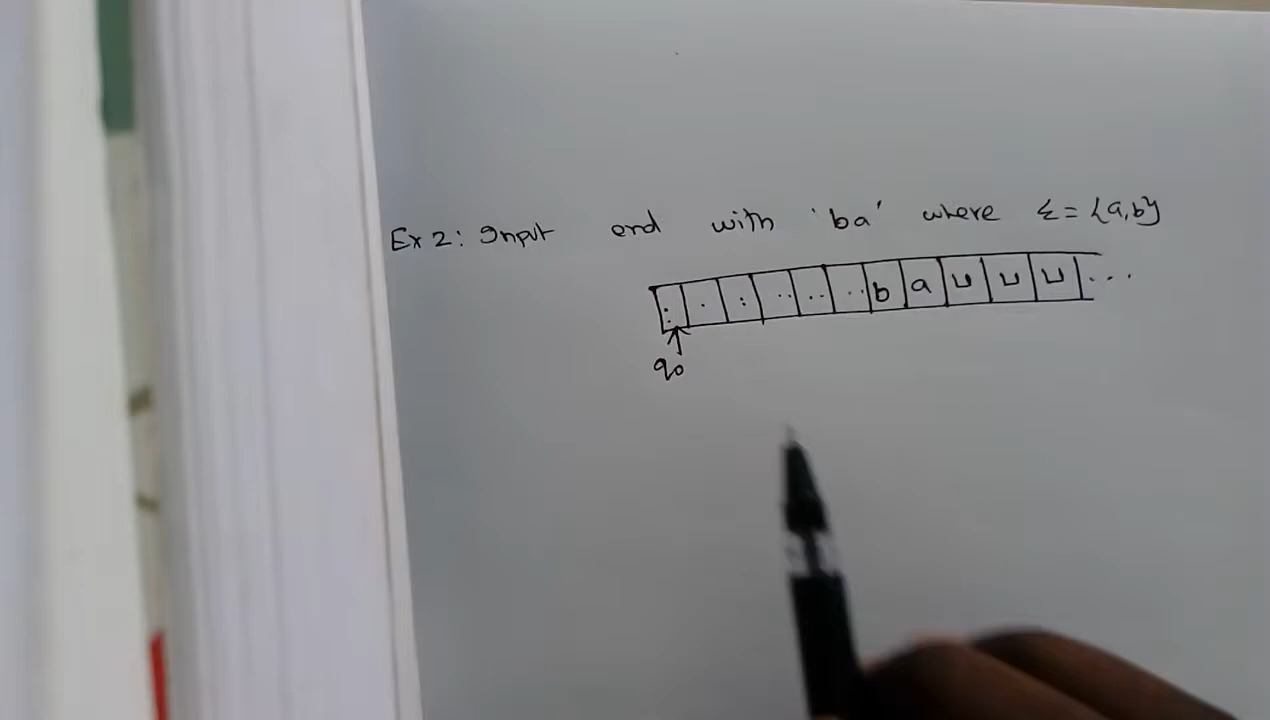 Ex 2: Input end with 'ba' where Σ = {a,b}
: . : .. .. .. b a ⊔ ⊔ ⊔ ...
q0